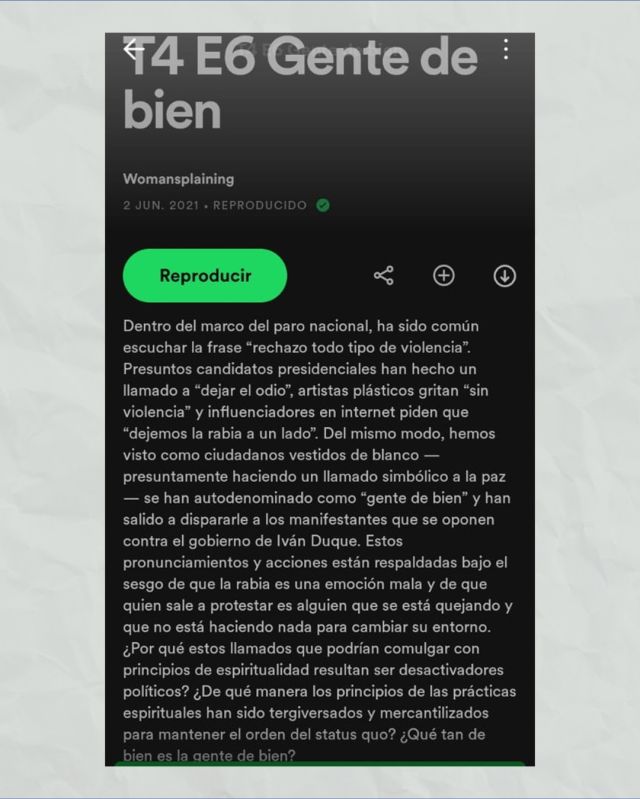 T4 E6 Gente de
bien
Womansplaining
2 JUN. 2021 • REPRODUCIDO
Reproducir
Dentro del marco del paro nacional, ha sido común
escuchar la frase “rechazo todo tipo de violencia”.
Presuntos candidatos presidenciales han hecho un
llamado a “dejar el odio”, artistas plásticos gritan “sin
violencia” y influenciadores en internet piden que
“dejemos la rabia a un lado”. Del mismo modo, hemos
visto como ciudadanos vestidos de blanco —
presuntamente haciendo un llamado simbólico a la paz
— se han autodenominado como “gente de bien” y han
salido a dispararle a los manifestantes que se oponen
contra el gobierno de Iván Duque. Estos
pronunciamientos y acciones están respaldadas bajo el
sesgo de que la rabia es una emoción mala y de que
quien sale a protestar es alguien que se está quejando y
que no está haciendo nada para cambiar su entorno.
¿Por qué estos llamados que podrían comulgar con
principios de espiritualidad resultan ser desactivadores
políticos? ¿De qué manera los principios de las prácticas
espirituales han sido tergiversados y mercantilizados
para mantener el orden del status quo? ¿Qué tan de
bien es la gente de bien?